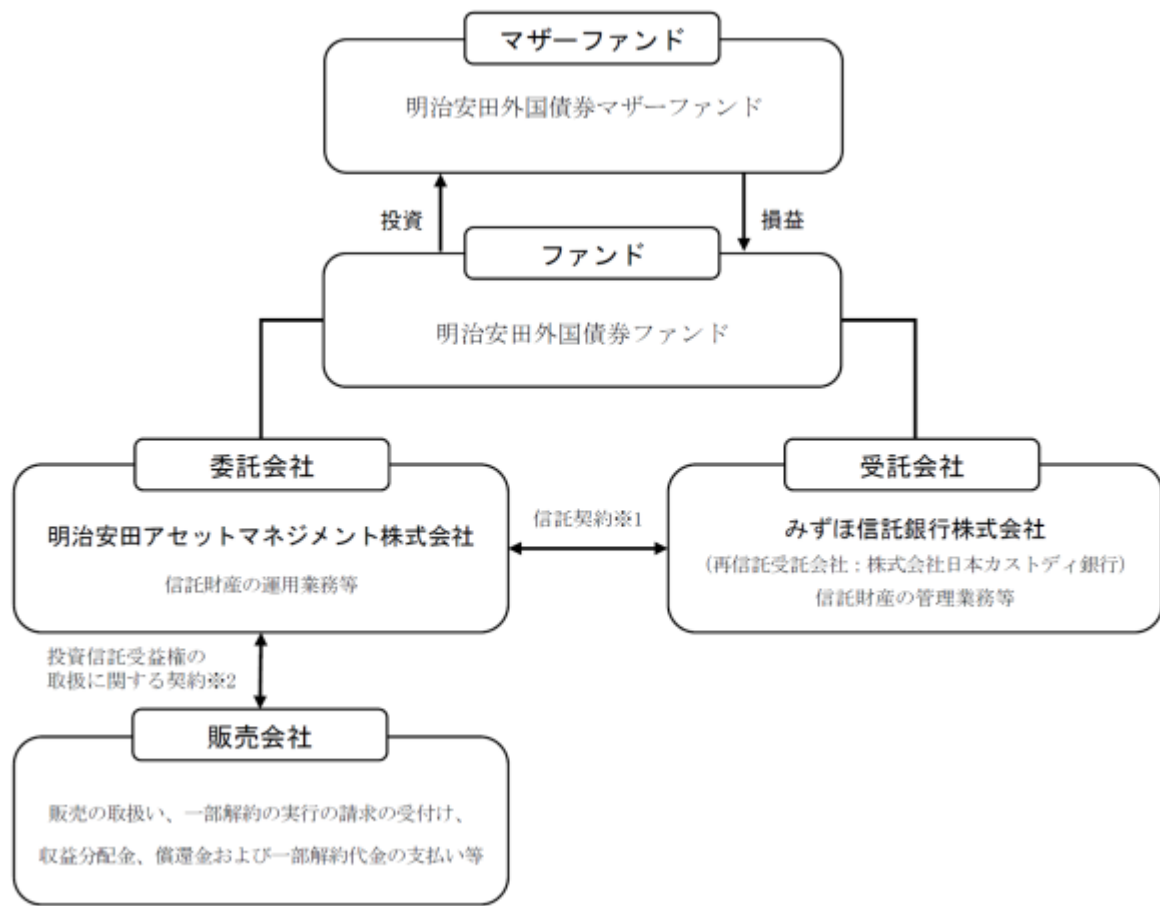 マザーファンド
明治安田外国債券マザーファンド
投資
損益
ファンド
明治安田外国債券ファンド
委託会社
明治安田アセットマネジメント株式会社
信託財産の運用業務等
信託契約※1
受託会社
みずほ信託銀行株式会社
(再信託受託会社：株式会社日本カストディ銀行)
信託財産の管理業務等
投資信託受益権の
取扱に関する契約※2
販売会社
販売の取扱い、一部解約の実行の請求の受付け、
収益分配金、償還金および一部解約代金の支払い等